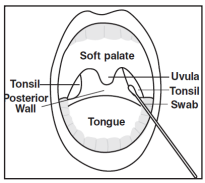 Soft palate
Uvula
Tonsil
Tonsil
Posterior
Wall
Swab
Tongue